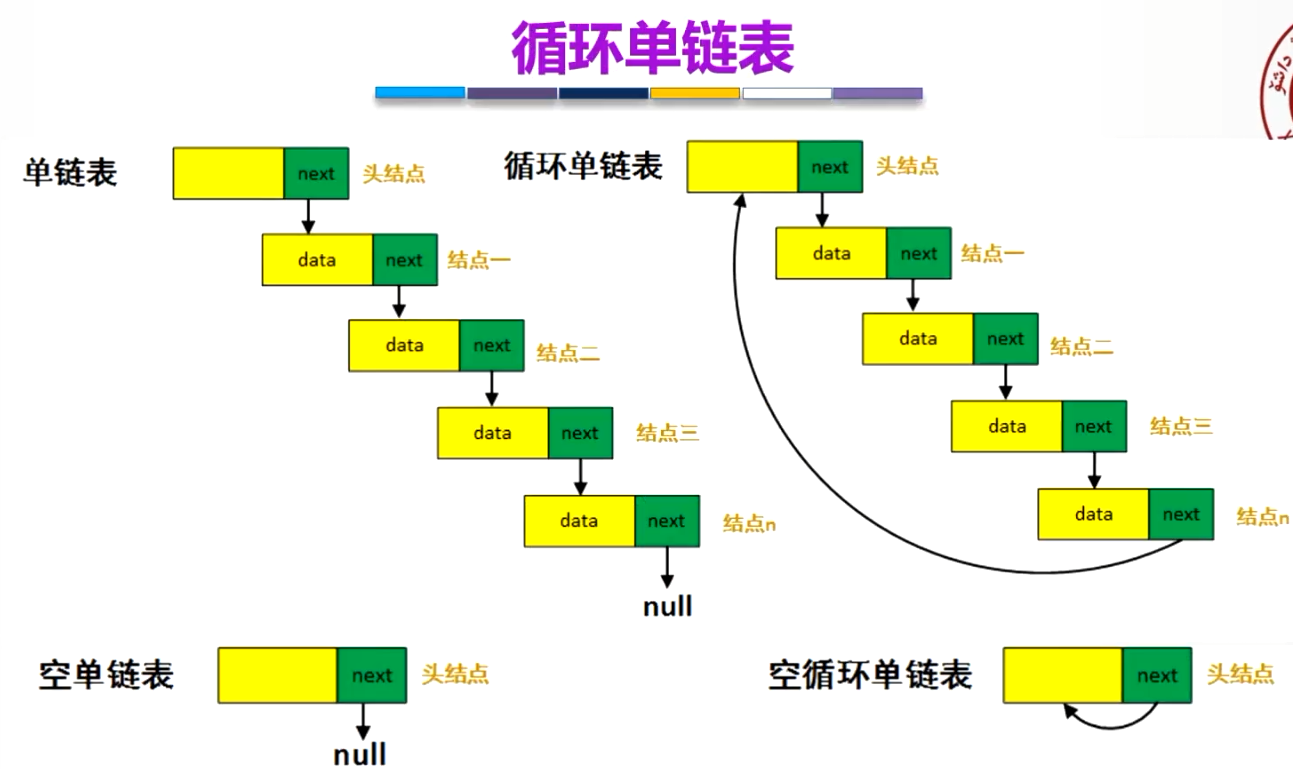 循环单链表
单链表
next
头结点
data
next
结点一
data
next
结点二
data
next
结点三
data
next
结点n
null
循环单链表
next
头结点
data
next
结点一
data
next
结点二
data
next
结点三
data
next
结点n
空单链表
next
头结点
null
空循环单链表
next
头结点